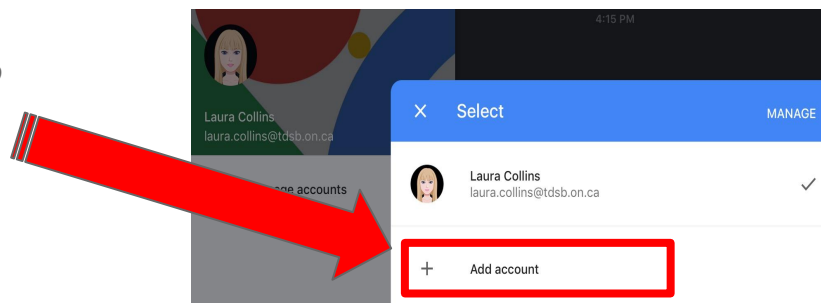 4:15 PM
Laura Collins
laura.collins@tdsb.on.ca
accounts
Select
MANAGE
Laura Collins
laura.collins@tdsb.on.ca
Add account